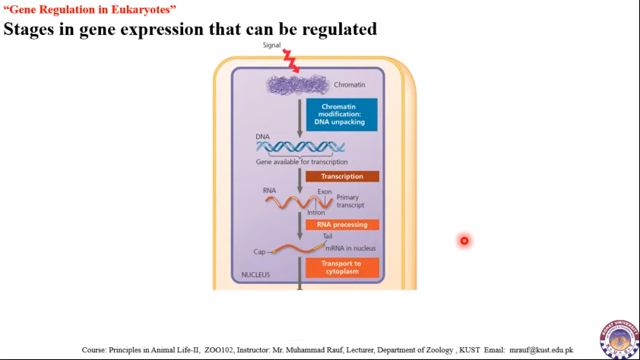 “Gene Regulation in Eukaryotes”
Stages in gene expression that can be regulated
Signal
Chromatin
Chromatin
modification:
DNA unpacking
DNA
Gene available for transcription
Transcription
RNA
Exon
Primary
transcript
Intron
RNA processing
Tail
Cap
mRNA in nucleus
Transport to
cytoplasm
NUCLEUS
Course: Principles in Animal Life-II, ZOO102, Instructor: Mr. Muhammad Rauf, Lecturer, Department of Zoology , KUST Email: mrauf@kust.edu.pk